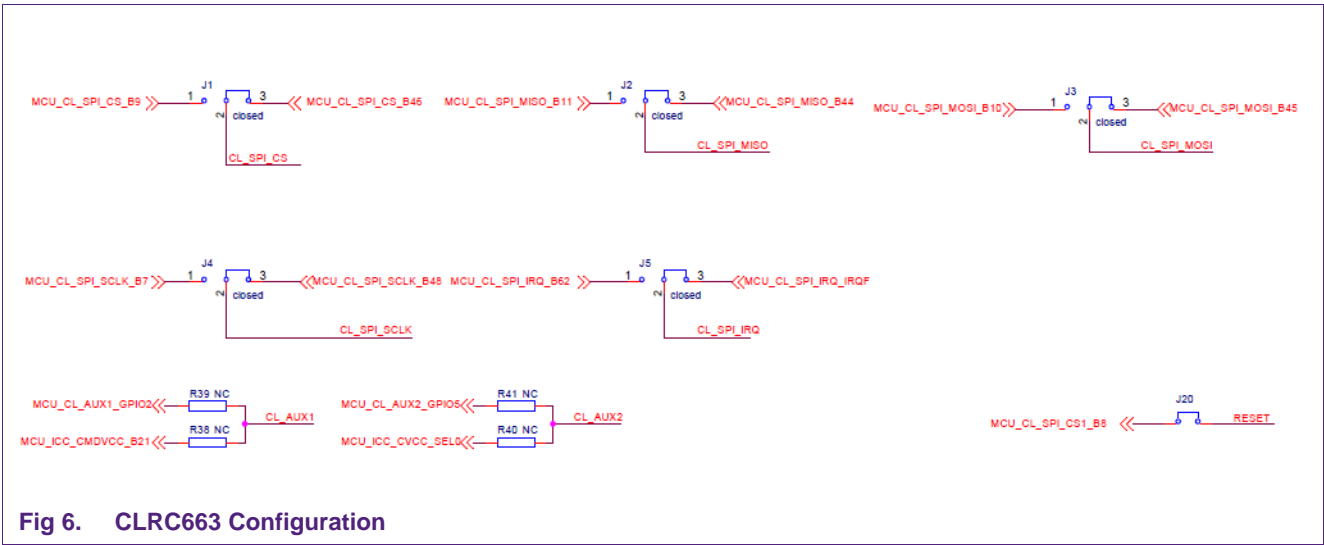 J1
MCU_CL_SPI_CS_B9 1 2 3 MCU_CL_SPI_CS_B46
closed
CL_SPI_CS
J2
MCU_CL_SPI_MISO_B11 1 2 3 MCU_CL_SPI_MISO_B44
closed
CL_SPI_MISO
J3
MCU_CL_SPI_MOSI_B10 1 2 3 MCU_CL_SPI_MOSI_B45
closed
CL_SPI_MOSI
J4
MCU_CL_SPI_SCLK_B7 1 2 3 MCU_CL_SPI_SCLK_B48
closed
CL_SPI_SCLK
J5
MCU_CL_SPI_IRQ_B62 1 2 3 MCU_CL_SPI_IRQ_IRQF
closed
CL_SPI_IRQ
R39 NC
MCU_CL_AUX1_GPIO2
CL_AUX1
R38 NC
MCU_ICC_CMDVCC_B21
R41 NC
MCU_CL_AUX2_GPIO5
CL_AUX2
R40 NC
MCU_ICC_CVCC_SEL0
J20
MCU_CL_SPI_CS1_B8 RESET
Fig 6. CLRC663 Configuration